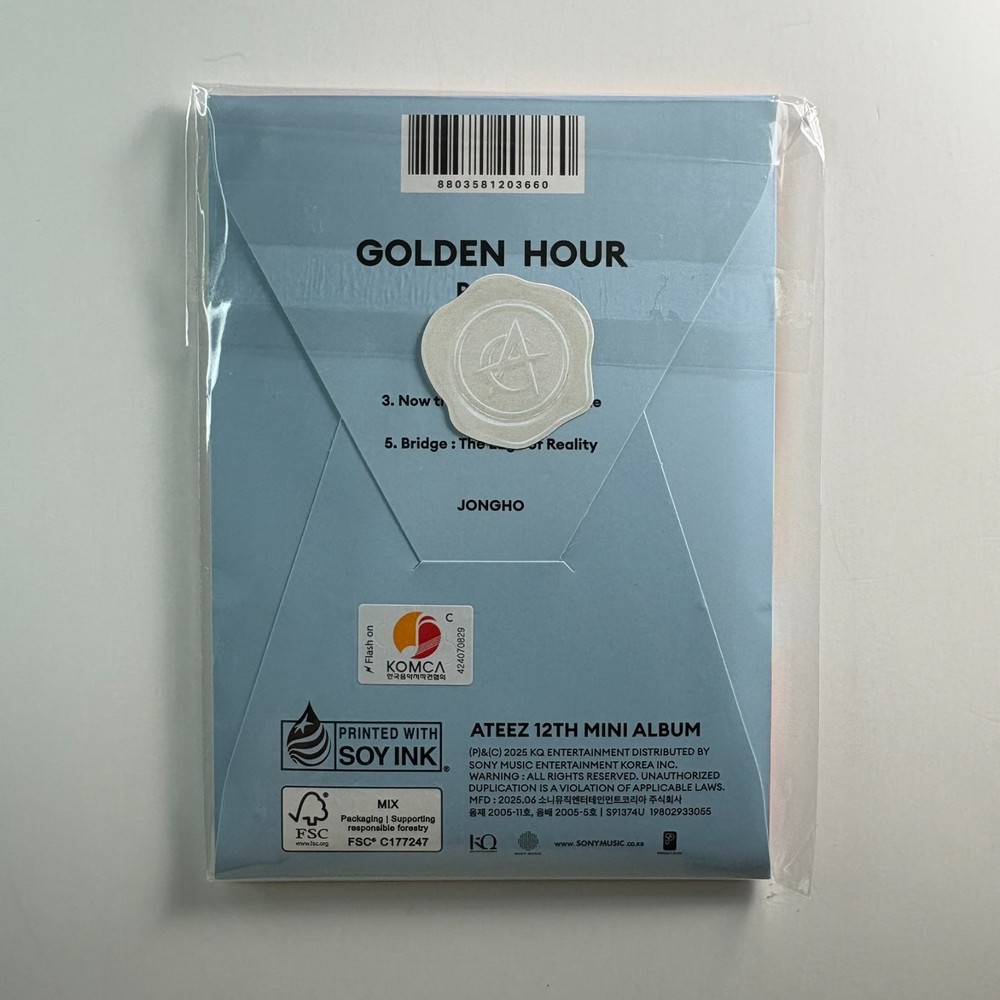 8803581203660
GOLDEN HOUR
3. Now
5. Bridge : The Edge of Reality
JONGHO
Flash on
C
424070829
KOMCA
한국음악저작권협회
PRINTED WITH
SOY INK
FSC
www.fsc.org
MIX
Packaging | Supporting
responsible forestry
FSC® C177247
ATEEZ 12TH MINI ALBUM
(P)&(C) 2025 KQ ENTERTAINMENT DISTRIBUTED BY
SONY MUSIC ENTERTAINMENT KOREA INC.
WARNING : ALL RIGHTS RESERVED. UNAUTHORIZED
DUPLICATION IS A VIOLATION OF APPLICABLE LAWS.
MFD : 2025.06 소니뮤직엔터테인먼트코리아 주식회사
음제 2005-11호, 음배 2005-5호 | S91374U 19802933055
KQ
SONY MUSIC
www.SONYMUSIC.co.kr